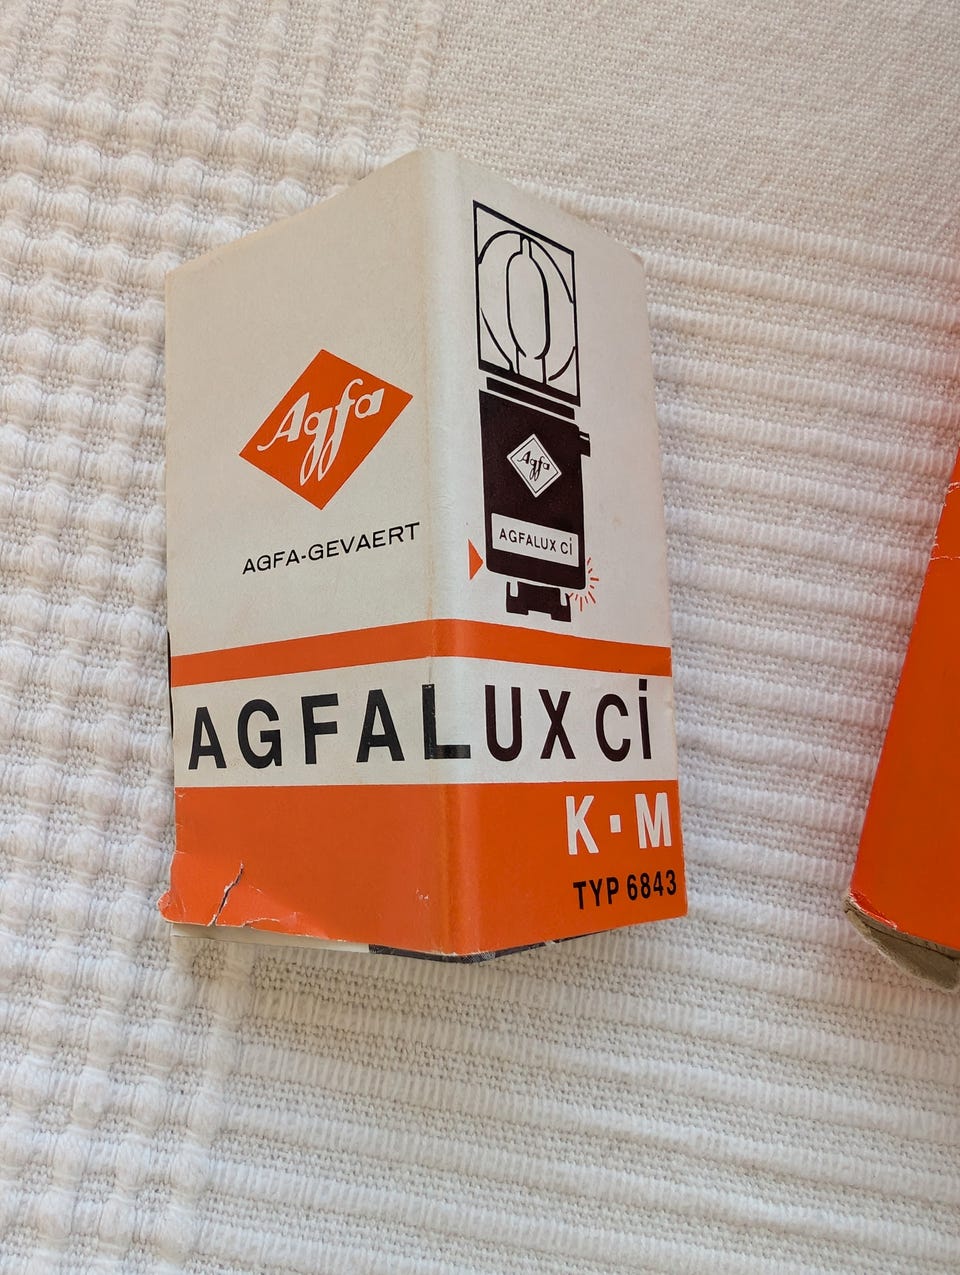 Agfa
AGFA-GEVAERT
Agfa
AGFALUX Ci
AGFALUX Ci
K·M
TYP 6843